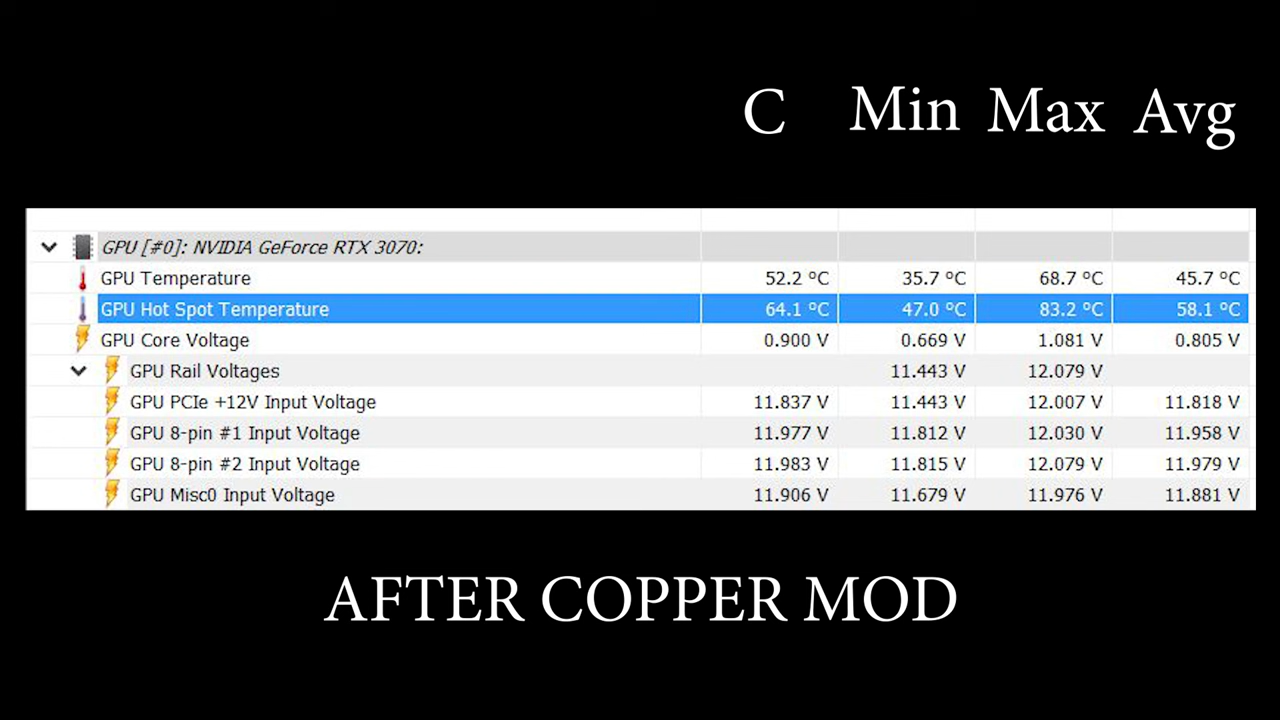 C Min Max Avg
GPU [#0]: NVIDIA GeForce RTX 3070:
GPU Temperature 52.2 °C 35.7 °C 68.7 °C 45.7 °C
GPU Hot Spot Temperature 64.1 °C 47.0 °C 83.2 °C 58.1 °C
GPU Core Voltage 0.900 V 0.669 V 1.081 V 0.805 V
GPU Rail Voltages 11.443 V 12.079 V
GPU PCIe +12V Input Voltage 11.837 V 11.443 V 12.007 V 11.818 V
GPU 8-pin #1 Input Voltage 11.977 V 11.812 V 12.030 V 11.958 V
GPU 8-pin #2 Input Voltage 11.983 V 11.815 V 12.079 V 11.979 V
GPU Misc0 Input Voltage 11.906 V 11.679 V 11.976 V 11.881 V
AFTER COPPER MOD